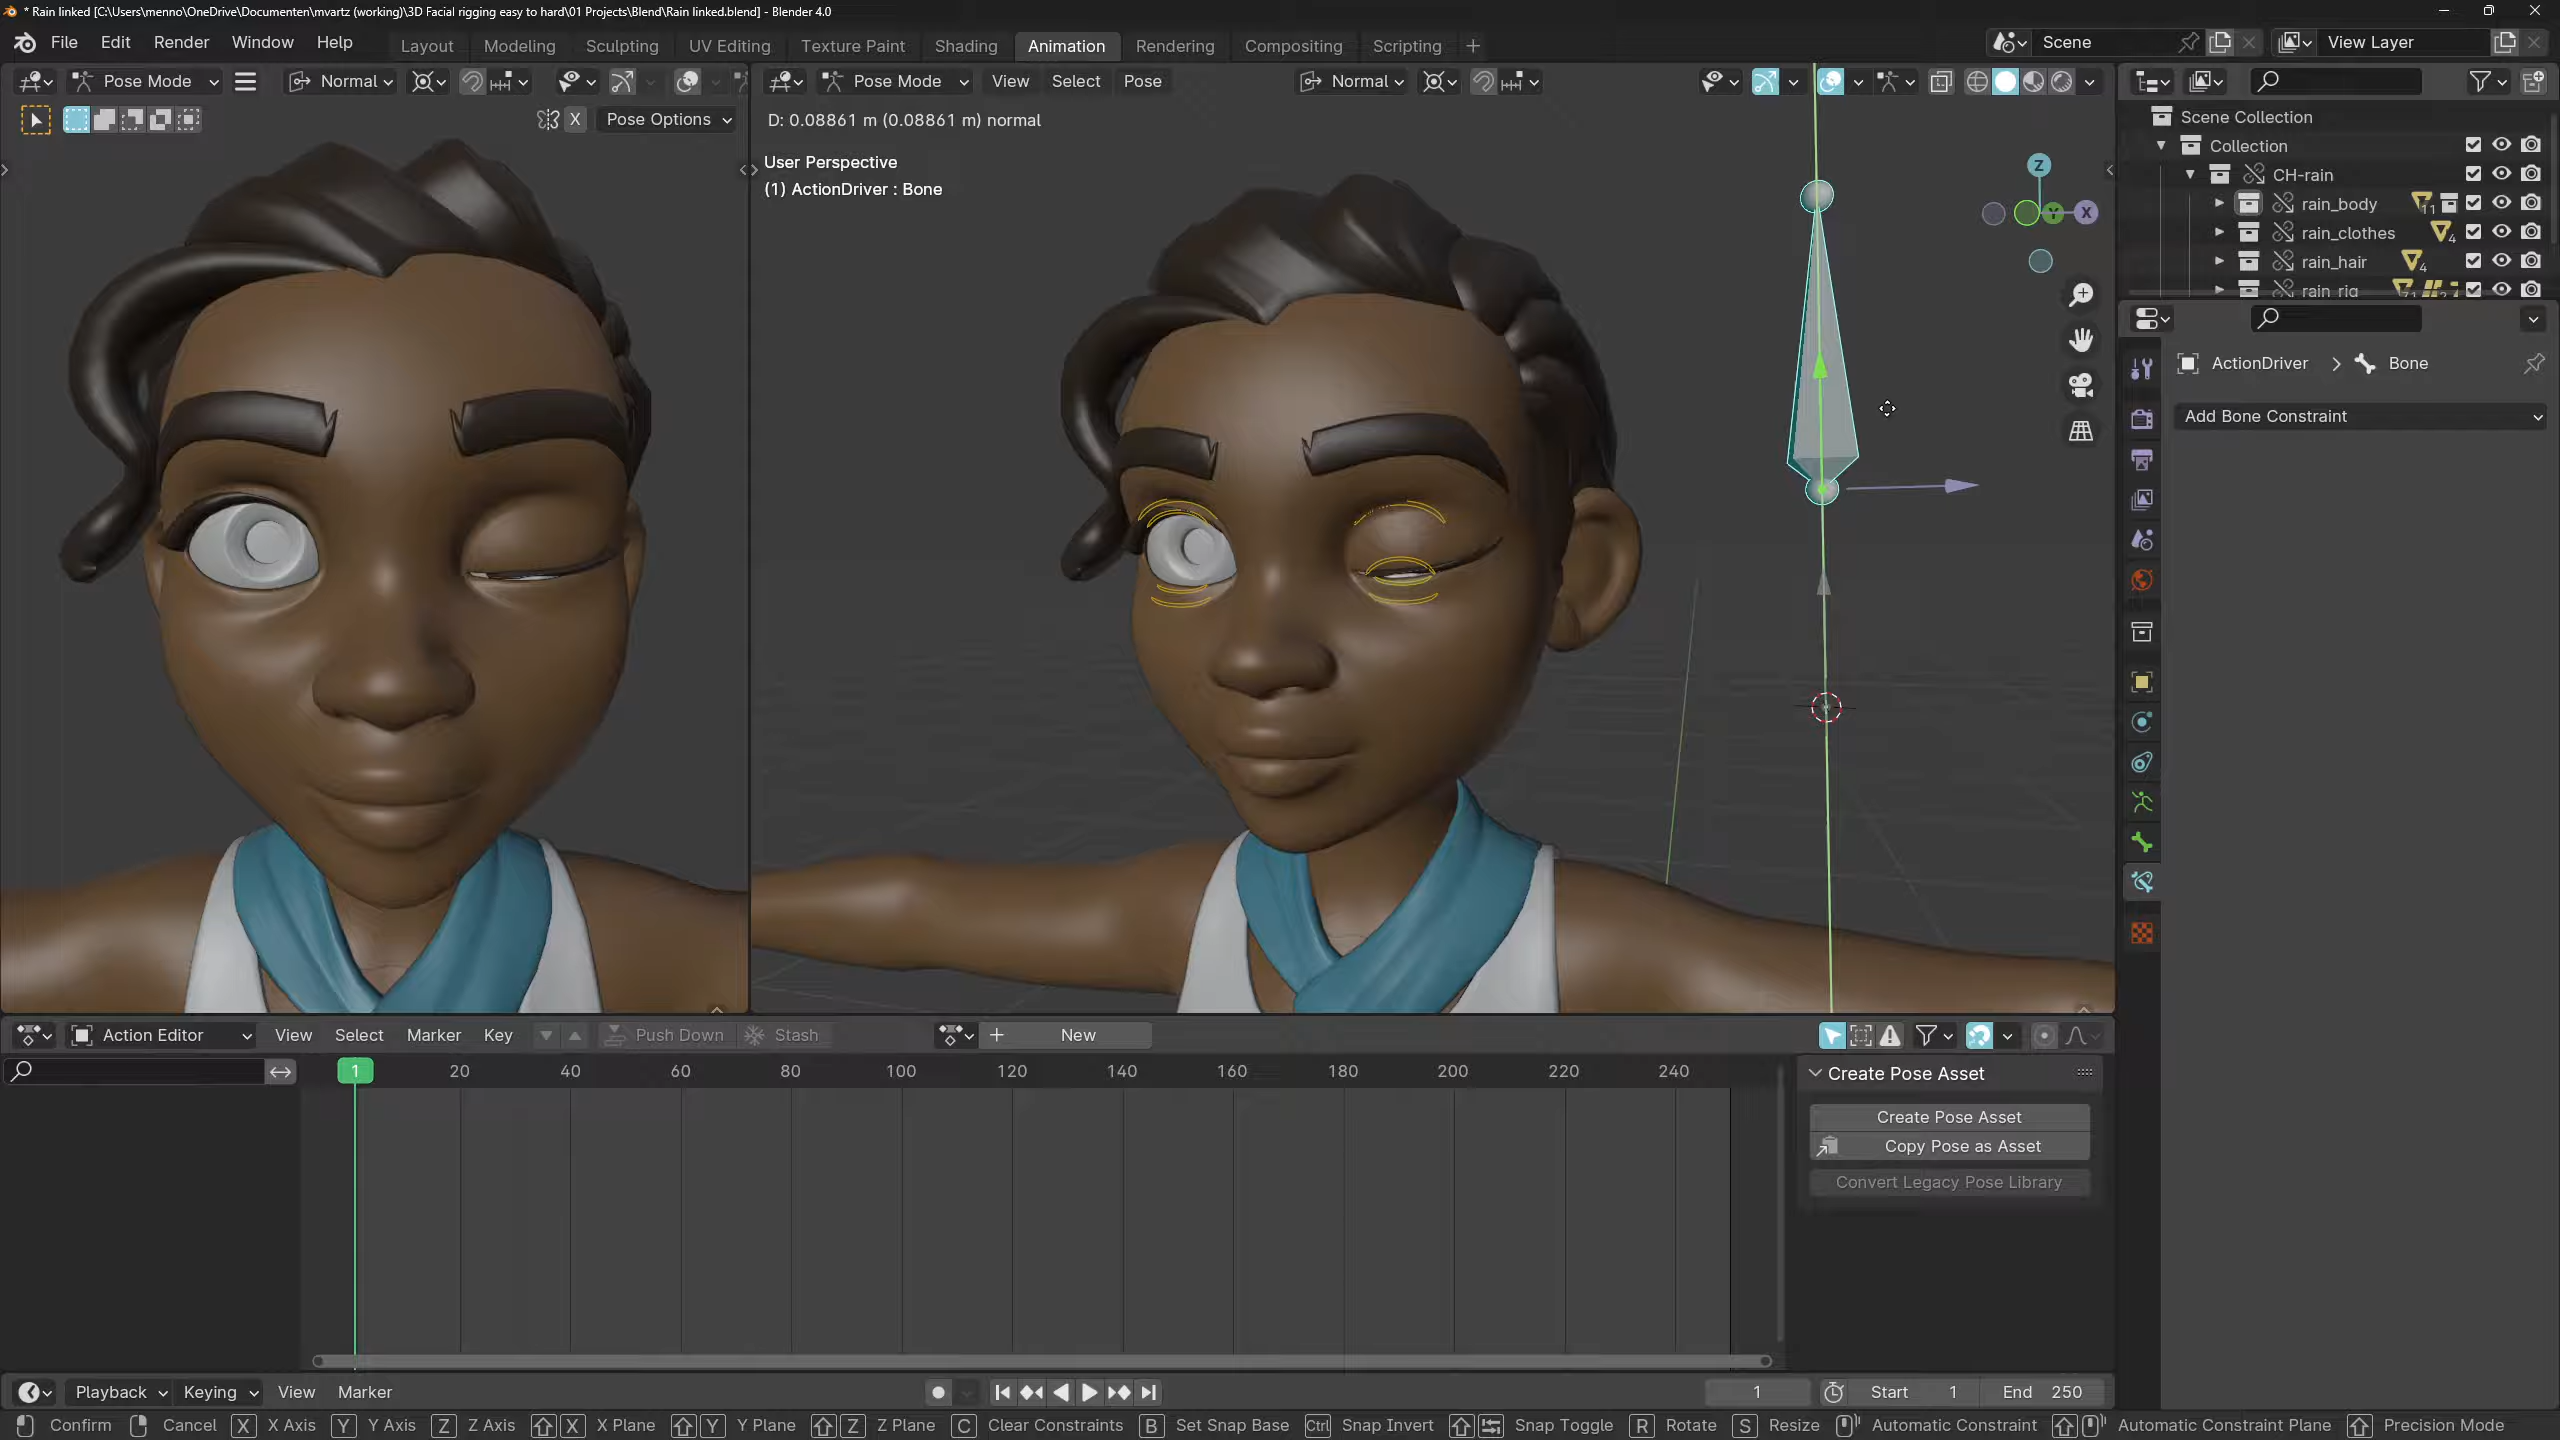 * Rain linked [C:\Users\menno\OneDrive\Documenten\mvartz (working)\3D Facial rigging easy to hard\01 Projects\Blend\Rain linked.blend] - Blender 4.0
File Edit Render Window Help Layout Modeling Sculpting UV Editing Texture Paint Shading Animation Rendering Compositing Scripting + Scene View Layer
Pose Mode Normal Pose Mode View Select Pose Normal
X Pose Options
D: 0.08861 m (0.08861 m) normal
User Perspective
(1) ActionDriver : Bone
Z
Y
X
Scene Collection
Collection
CH-rain
rain_body 11
rain_clothes 4
rain_hair 4
rain_rig 71 2
ActionDriver Bone
Add Bone Constraint
Action Editor View Select Marker Key Push Down Stash New
1 20 40 60 80 100 120 140 160 180 200 220 240
Create Pose Asset
Create Pose Asset
Copy Pose as Asset
Convert Legacy Pose Library
Playback Keying View Marker 1 Start 1 End 250
Confirm Cancel X X Axis Y Y Axis Z Z Axis X X Plane Y Y Plane Z Z Plane C Clear Constraints B Set Snap Base Ctrl Snap Invert Snap Toggle R Rotate S Resize Automatic Constraint Automatic Constraint Plane Precision Mode